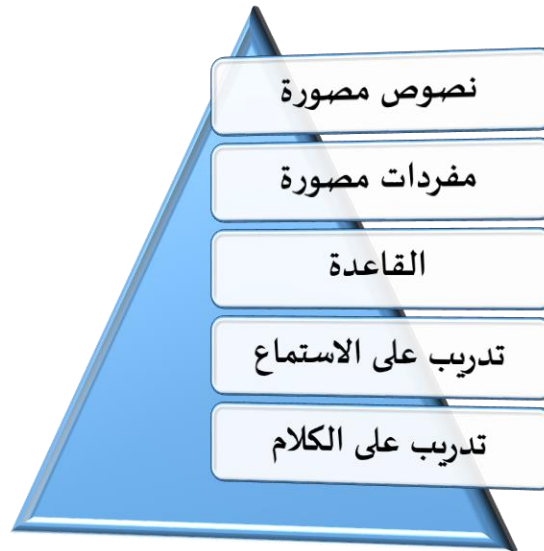 نصوص مصورة
مفردات مصورة
القاعدة
تدريب على الاستماع
تدريب على الكلام